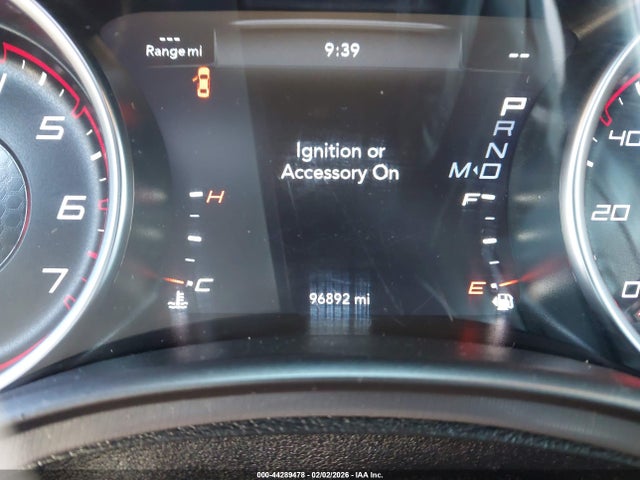 ---
Range mi
9:39
--
P
R
N
M◂D
Ignition or
Accessory On
H
F
C
E
96892 mi
5
6
7
40
20
0
000-44289478 - 02/02/2026 - IAA Inc.